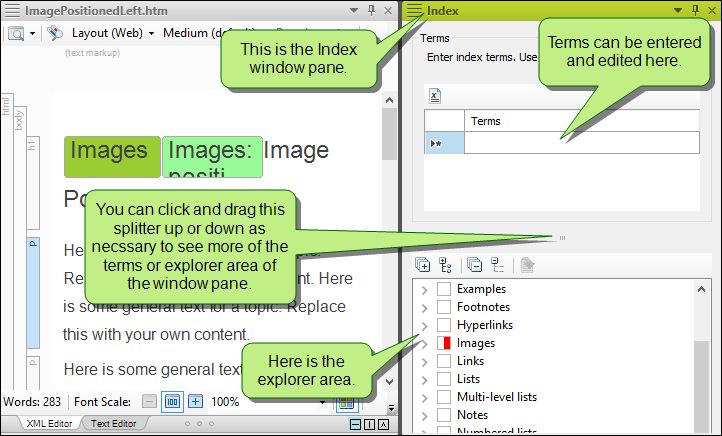 ImagePositionedLeft.htm
Layout (Web)
Medium (default)
(text markup)
html
body
h1
p
p
Images
Images:
positi
Image
Po
He
Re
nt. Here
is some general text for a topic. Replace
this with your own content.
Here is some general text
Words: 283
Font Scale:
100%
XML Editor
Text Editor
This is the Index
window pane.
You can click and drag this
splitter up or down as
necssary to see more of the
terms or explorer area of
the window pane.
Here is the
explorer area.
Index
Terms
Enter index terms. Use
Terms can be entered
and edited here.
Terms
Examples
Footnotes
Hyperlinks
Images
Links
Lists
Multi-level lists
Notes
Numbered lists